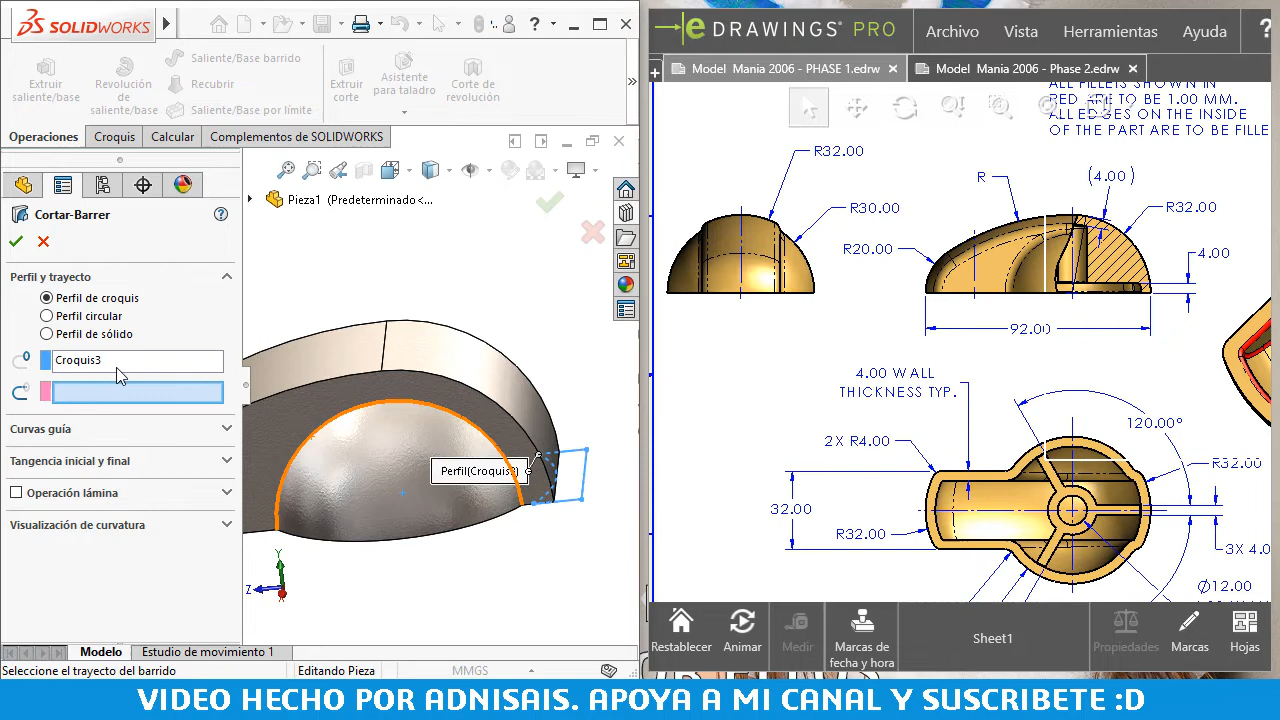 SOLIDWORKS
?
Extruir saliente/base
Revolución de saliente/base
Saliente/Base barrido
Recubrir
Saliente/Base por límite
Extruir corte
Asistente para taladro
Corte de revolución
Operaciones
Croquis
Calcular
Complementos de SOLIDWORKS
Cortar-Barrer
?
Perfil y trayecto
Perfil de croquis
Perfil circular
Perfil de sólido
Croquis3
Curvas guía
Tangencia inicial y final
Operación lámina
Visualización de curvatura
Pieza1 (Predeterminado <...
Y
Z
Modelo
Estudio de movimiento 1
Seleccione el trayecto del barrido
Editando Pieza
MMGS
e DRAWINGS® PRO
Archivo
Vista
Herramientas
Ayuda
?
Model Mania 2006 - PHASE 1.edrw
Model Mania 2006 - Phase 2.edrw
ALL FILLETS SHOWN IN
RED ARE TO BE 1.00 MM.
ALL EDGES ON THE INSIDE
OF THE PART ARE TO BE FILLE
R32.00
R30.00
R
(4.00 )
R32.00
R20.00
4.00
92.00
4.00 WALL
THICKNESS TYP.
2X R4.00
120.00°
R32.00
32.00
R32.00
3X 4.0
Ø12.00
Restablecer
Animar
Medir
Marcas de fecha y hora
Sheet1
Propiedades
Marcas
Hojas
VIDEO HECHO POR ADNISAIS. APOYA A MI CANAL Y SUSCRIBETE :D